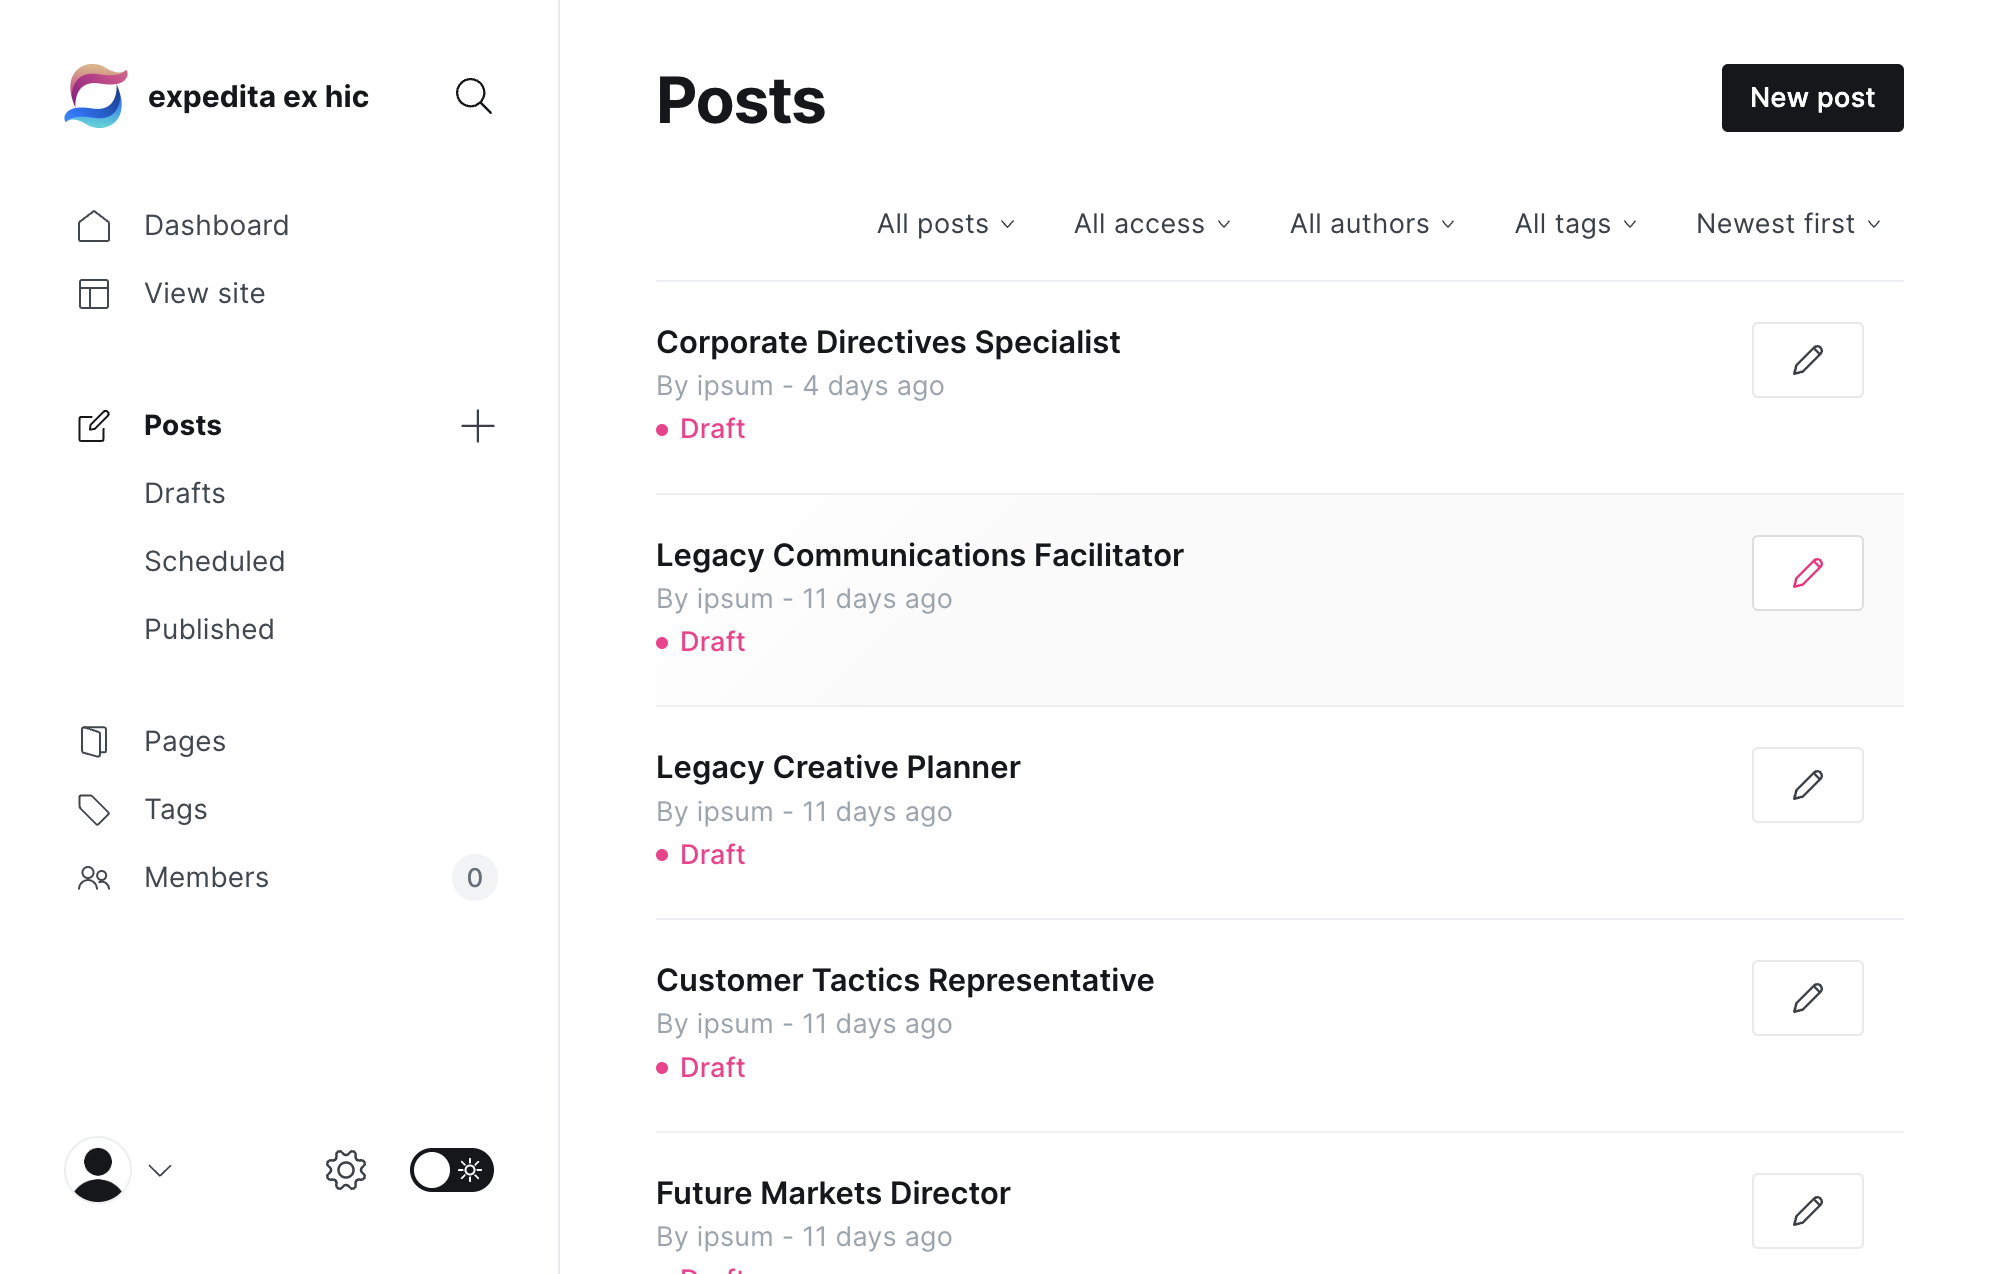 expedita ex hic
Dashboard
View site
Posts
Drafts
Scheduled
Published
Pages
Tags
Members
0
Posts
New post
All posts
All access
All authors
All tags
Newest first
Corporate Directives Specialist
By ipsum - 4 days ago
Draft
Legacy Communications Facilitator
By ipsum - 11 days ago
Draft
Legacy Creative Planner
By ipsum - 11 days ago
Draft
Customer Tactics Representative
By ipsum - 11 days ago
Draft
Future Markets Director
By ipsum - 11 days ago
Draft